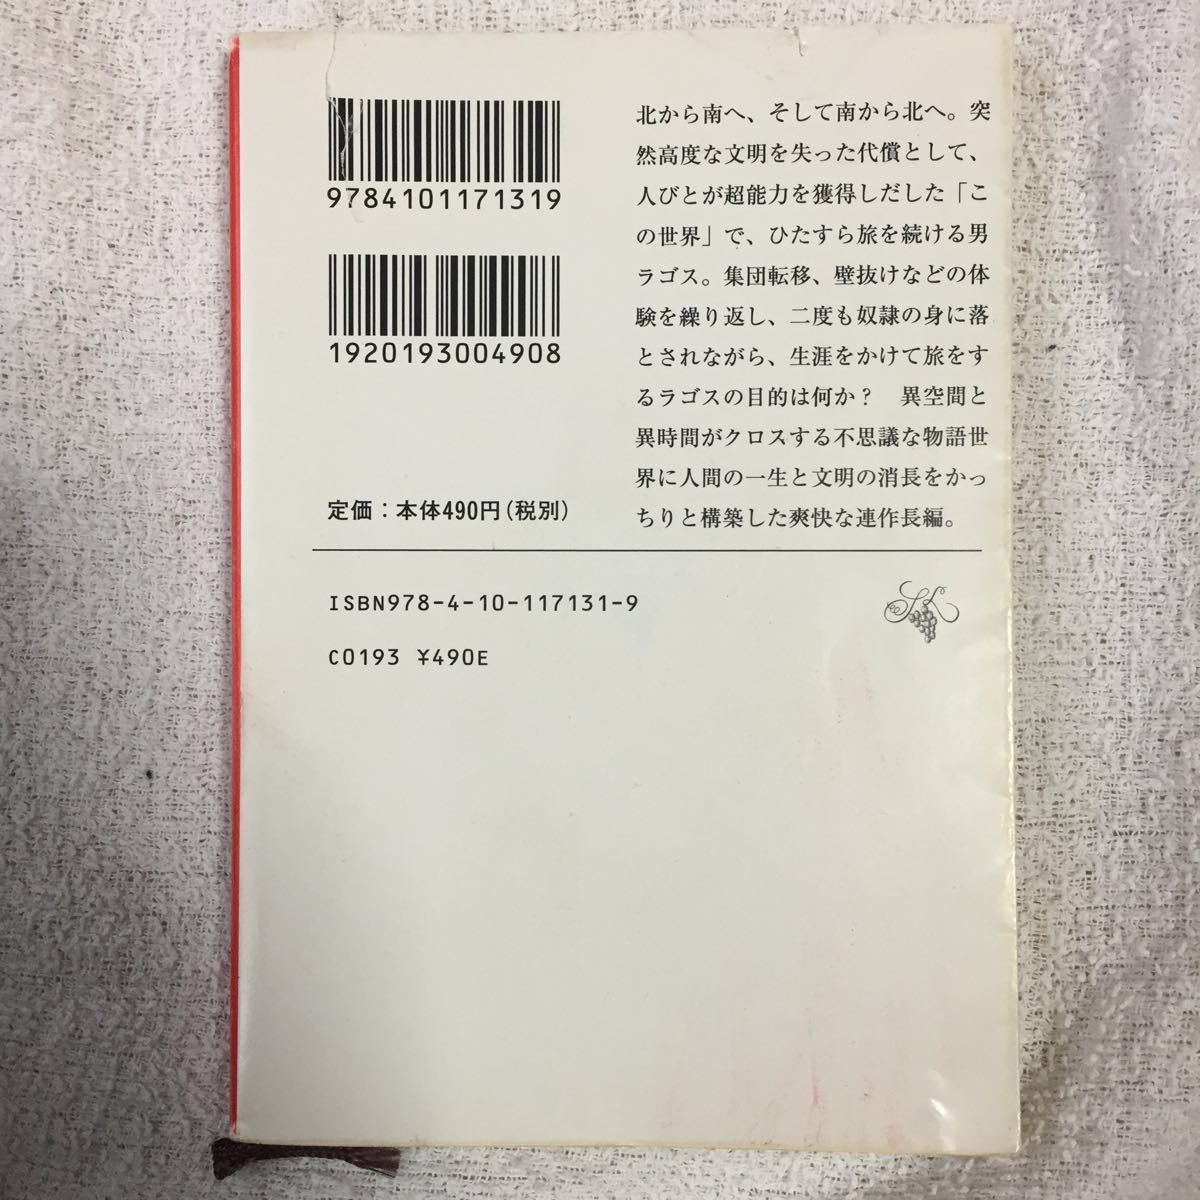 9784101171319
1920193004908
定価：本体490円(税別)
北から南へ、そして南から北へ。突
然高度な文明を失った代償として、
人びとが超能力を獲得しだした「こ
の世界」で、ひたすら旅を続ける男
ラゴス。集団転移、壁抜けなどの体
験を繰り返し、二度も奴隷の身に落
とされながら、生涯をかけて旅をす
るラゴスの目的は何か？　異空間と
異時間がクロスする不思議な物語世
界に人間の一生と文明の消長をかっ
ちりと構築した爽快な連作長編。
ISBN978-4-10-117131-9
C0193 ¥490E